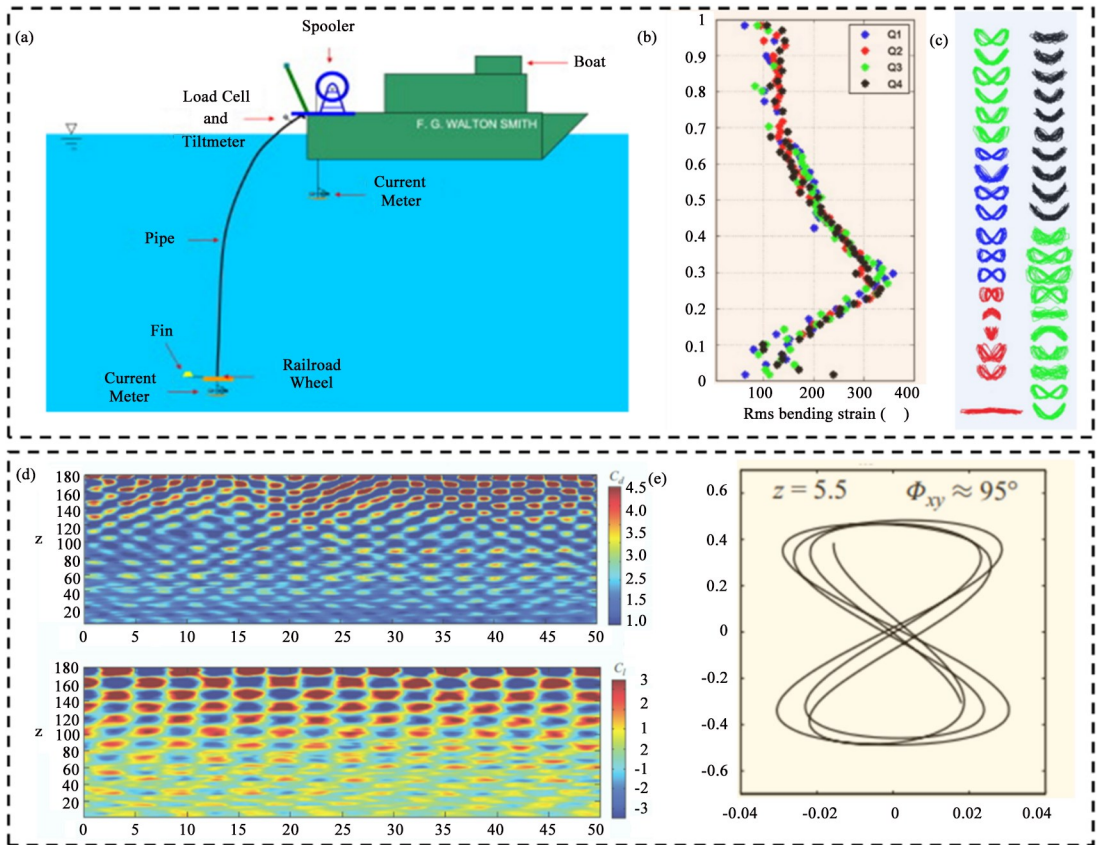 (a)
Spooler
Boat
Load Cell
and
Tiltmeter
F. G. WALTON SMITH
Current
Meter
Pipe
Fin
Railroad
Wheel
Current
Meter
(b)
1
0.9
0.8
0.7
0.6
0.5
0.4
0.3
0.2
0.1
0
100
200
300
400
Rms bending strain ( )
Q1
Q2
Q3
Q4
(c)
(d)
180
160
140
120
100
80
60
40
20
z
0 5 10 15 20 25 30 35 40 45 50
Cd
4.5
4.0
3.5
3.0
2.5
2.0
1.5
1.0
180
160
140
120
100
80
60
40
20
z
0 5 10 15 20 25 30 35 40 45 50
Cl
3
2
1
2
-1
-2
-3
(e)
z = 5.5 Φxy ≈ 95°
0.6
0.4
0.2
0
-0.2
-0.4
-0.6
-0.04 -0.02 0 0.02 0.04